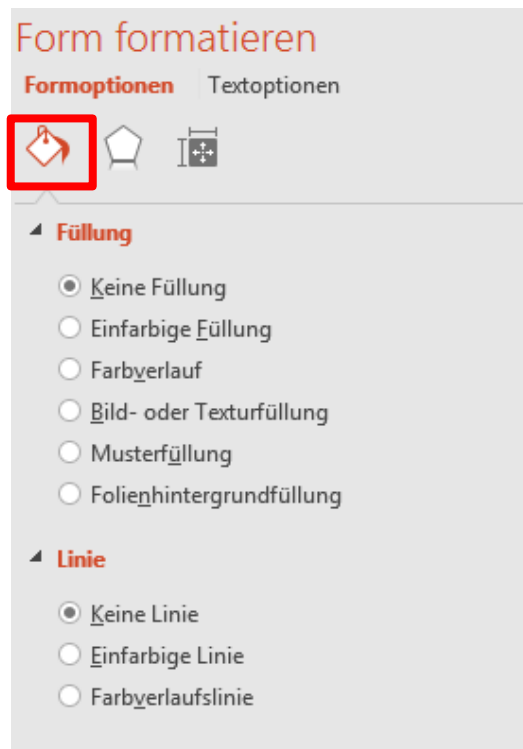 Form formatieren
Formoptionen Textoptionen
Füllung
Keine Füllung
Einfarbige Füllung
Farbverlauf
Bild- oder Texturfüllung
Musterfüllung
Folienhintergrundfüllung
Linie
Keine Linie
Einfarbige Linie
Farbverlaufslinie